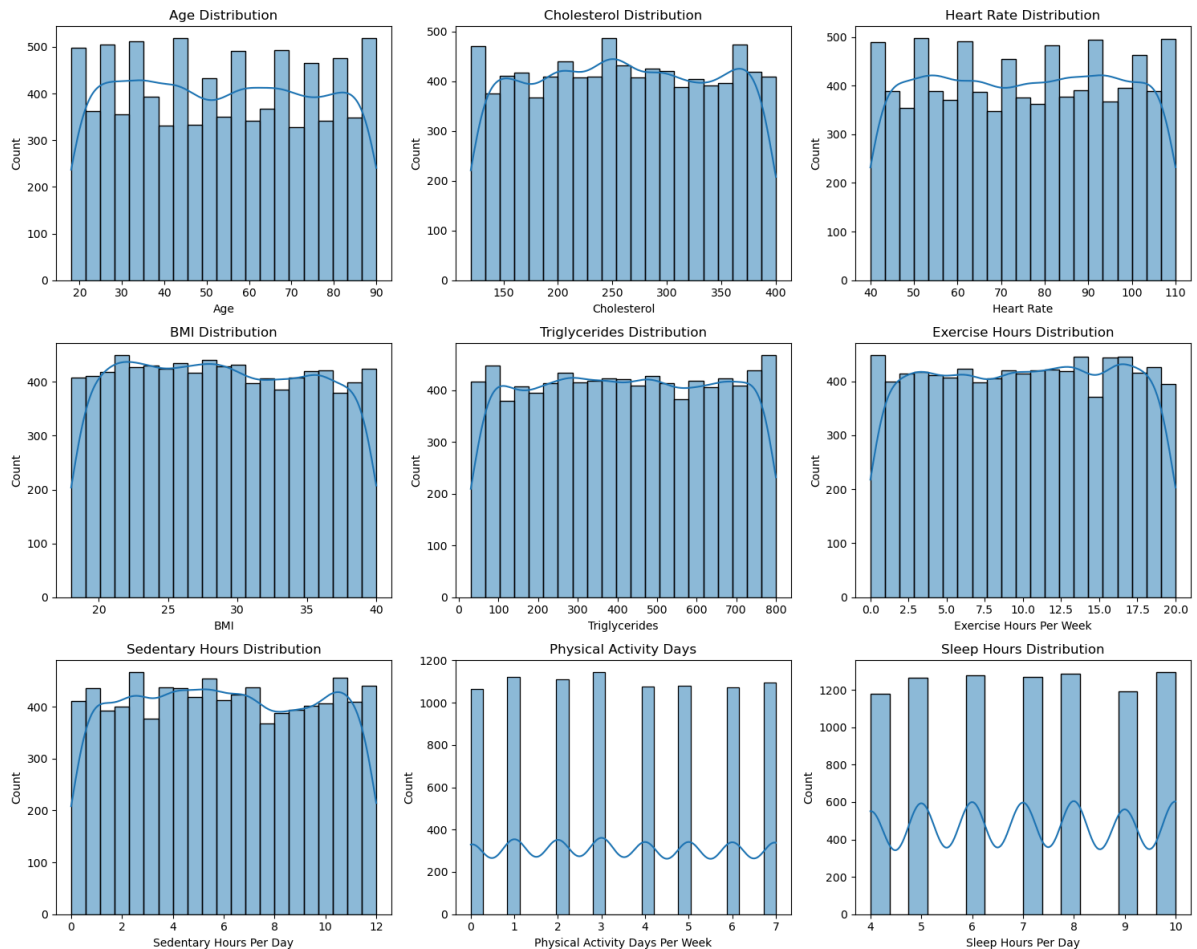 Age Distribution
Count
500
400
300
200
100
0
20 30 40 50 60 70 80 90
Age
Cholesterol Distribution
Count
500
400
300
200
100
0
150 200 250 300 350 400
Cholesterol
Heart Rate Distribution
Count
500
400
300
200
100
0
40 50 60 70 80 90 100 110
Heart Rate
BMI Distribution
Count
400
300
200
100
0
20 25 30 35 40
BMI
Triglycerides Distribution
Count
400
300
200
100
0
0 100 200 300 400 500 600 700 800
Triglycerides
Exercise Hours Distribution
Count
400
300
200
100
0
0.0 2.5 5.0 7.5 10.0 12.5 15.0 17.5 20.0
Exercise Hours Per Week
Sedentary Hours Distribution
Count
400
300
200
100
0
0 2 4 6 8 10 12
Sedentary Hours Per Day
Physical Activity Days
Count
1200
1000
800
600
400
200
0
0 1 2 3 4 5 6 7
Physical Activity Days Per Week
Sleep Hours Distribution
Count
1200
1000
800
600
400
200
0
4 5 6 7 8 9 10
Sleep Hours Per Day